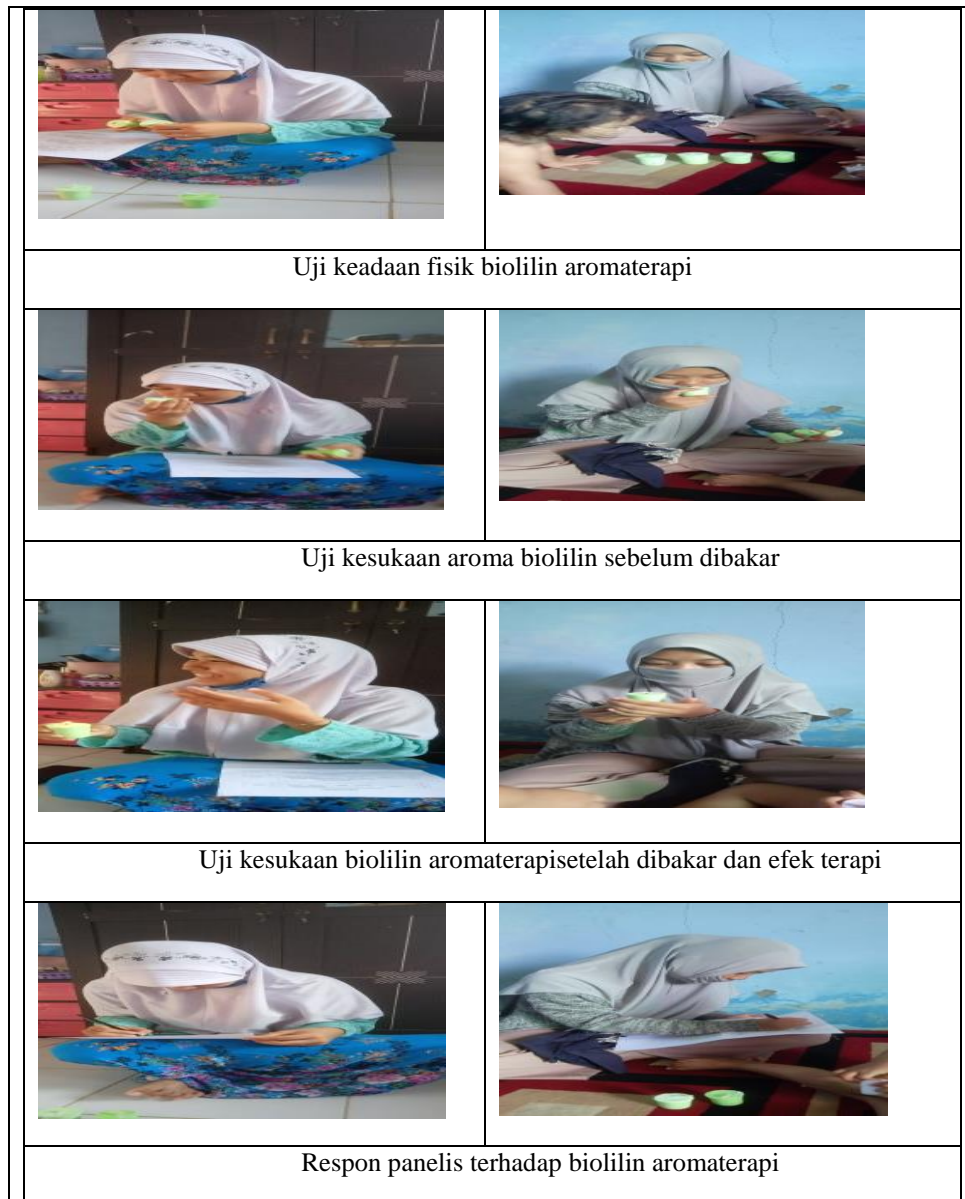 Uji keadaan fisik biolilin aromaterapi
Uji kesukaan aroma biolilin sebelum dibakar
Uji kesukaan biolilin aromaterapisetelah dibakar dan efek terapi
Respon panelis terhadap biolilin aromaterapi